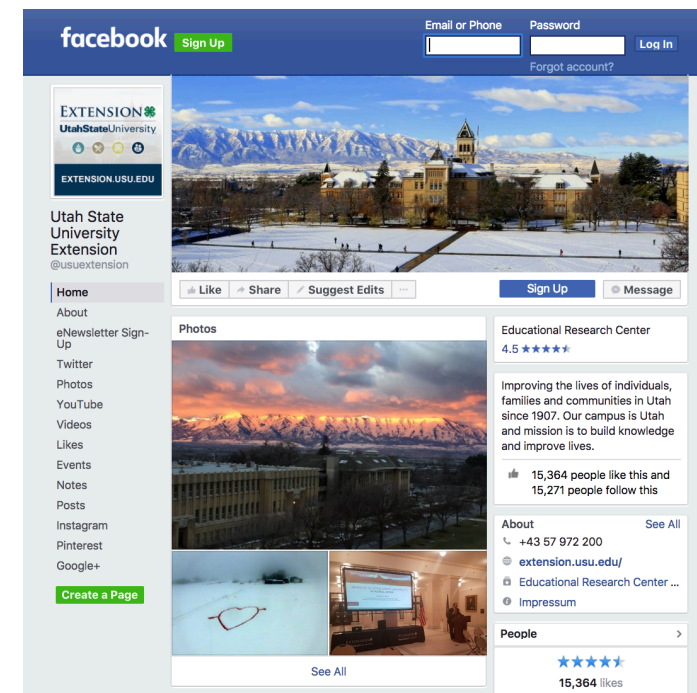 facebook
Sign Up
Email or Phone
Password
Log In
Forgot account?
EXTENSION
UtahStateUniversity
EXTENSION.USU.EDU
Utah State
University
Extension
@usuextension
Home
About
eNewsletter Sign-
Up
Twitter
Photos
YouTube
Videos
Likes
Events
Notes
Posts
Instagram
Pinterest
Google+
Create a Page
Like
Share
Suggest Edits
...
Sign Up
Message
Photos
See All
Educational Research Center
4.5
Improving the lives of individuals,
families and communities in Utah
since 1907. Our campus is Utah
and mission is to build knowledge
and improve lives.
15,364 people like this and
15,271 people follow this
About
See All
+43 57 972 200
extension.usu.edu/
Educational Research Center ...
Impressum
People
15,364 likes